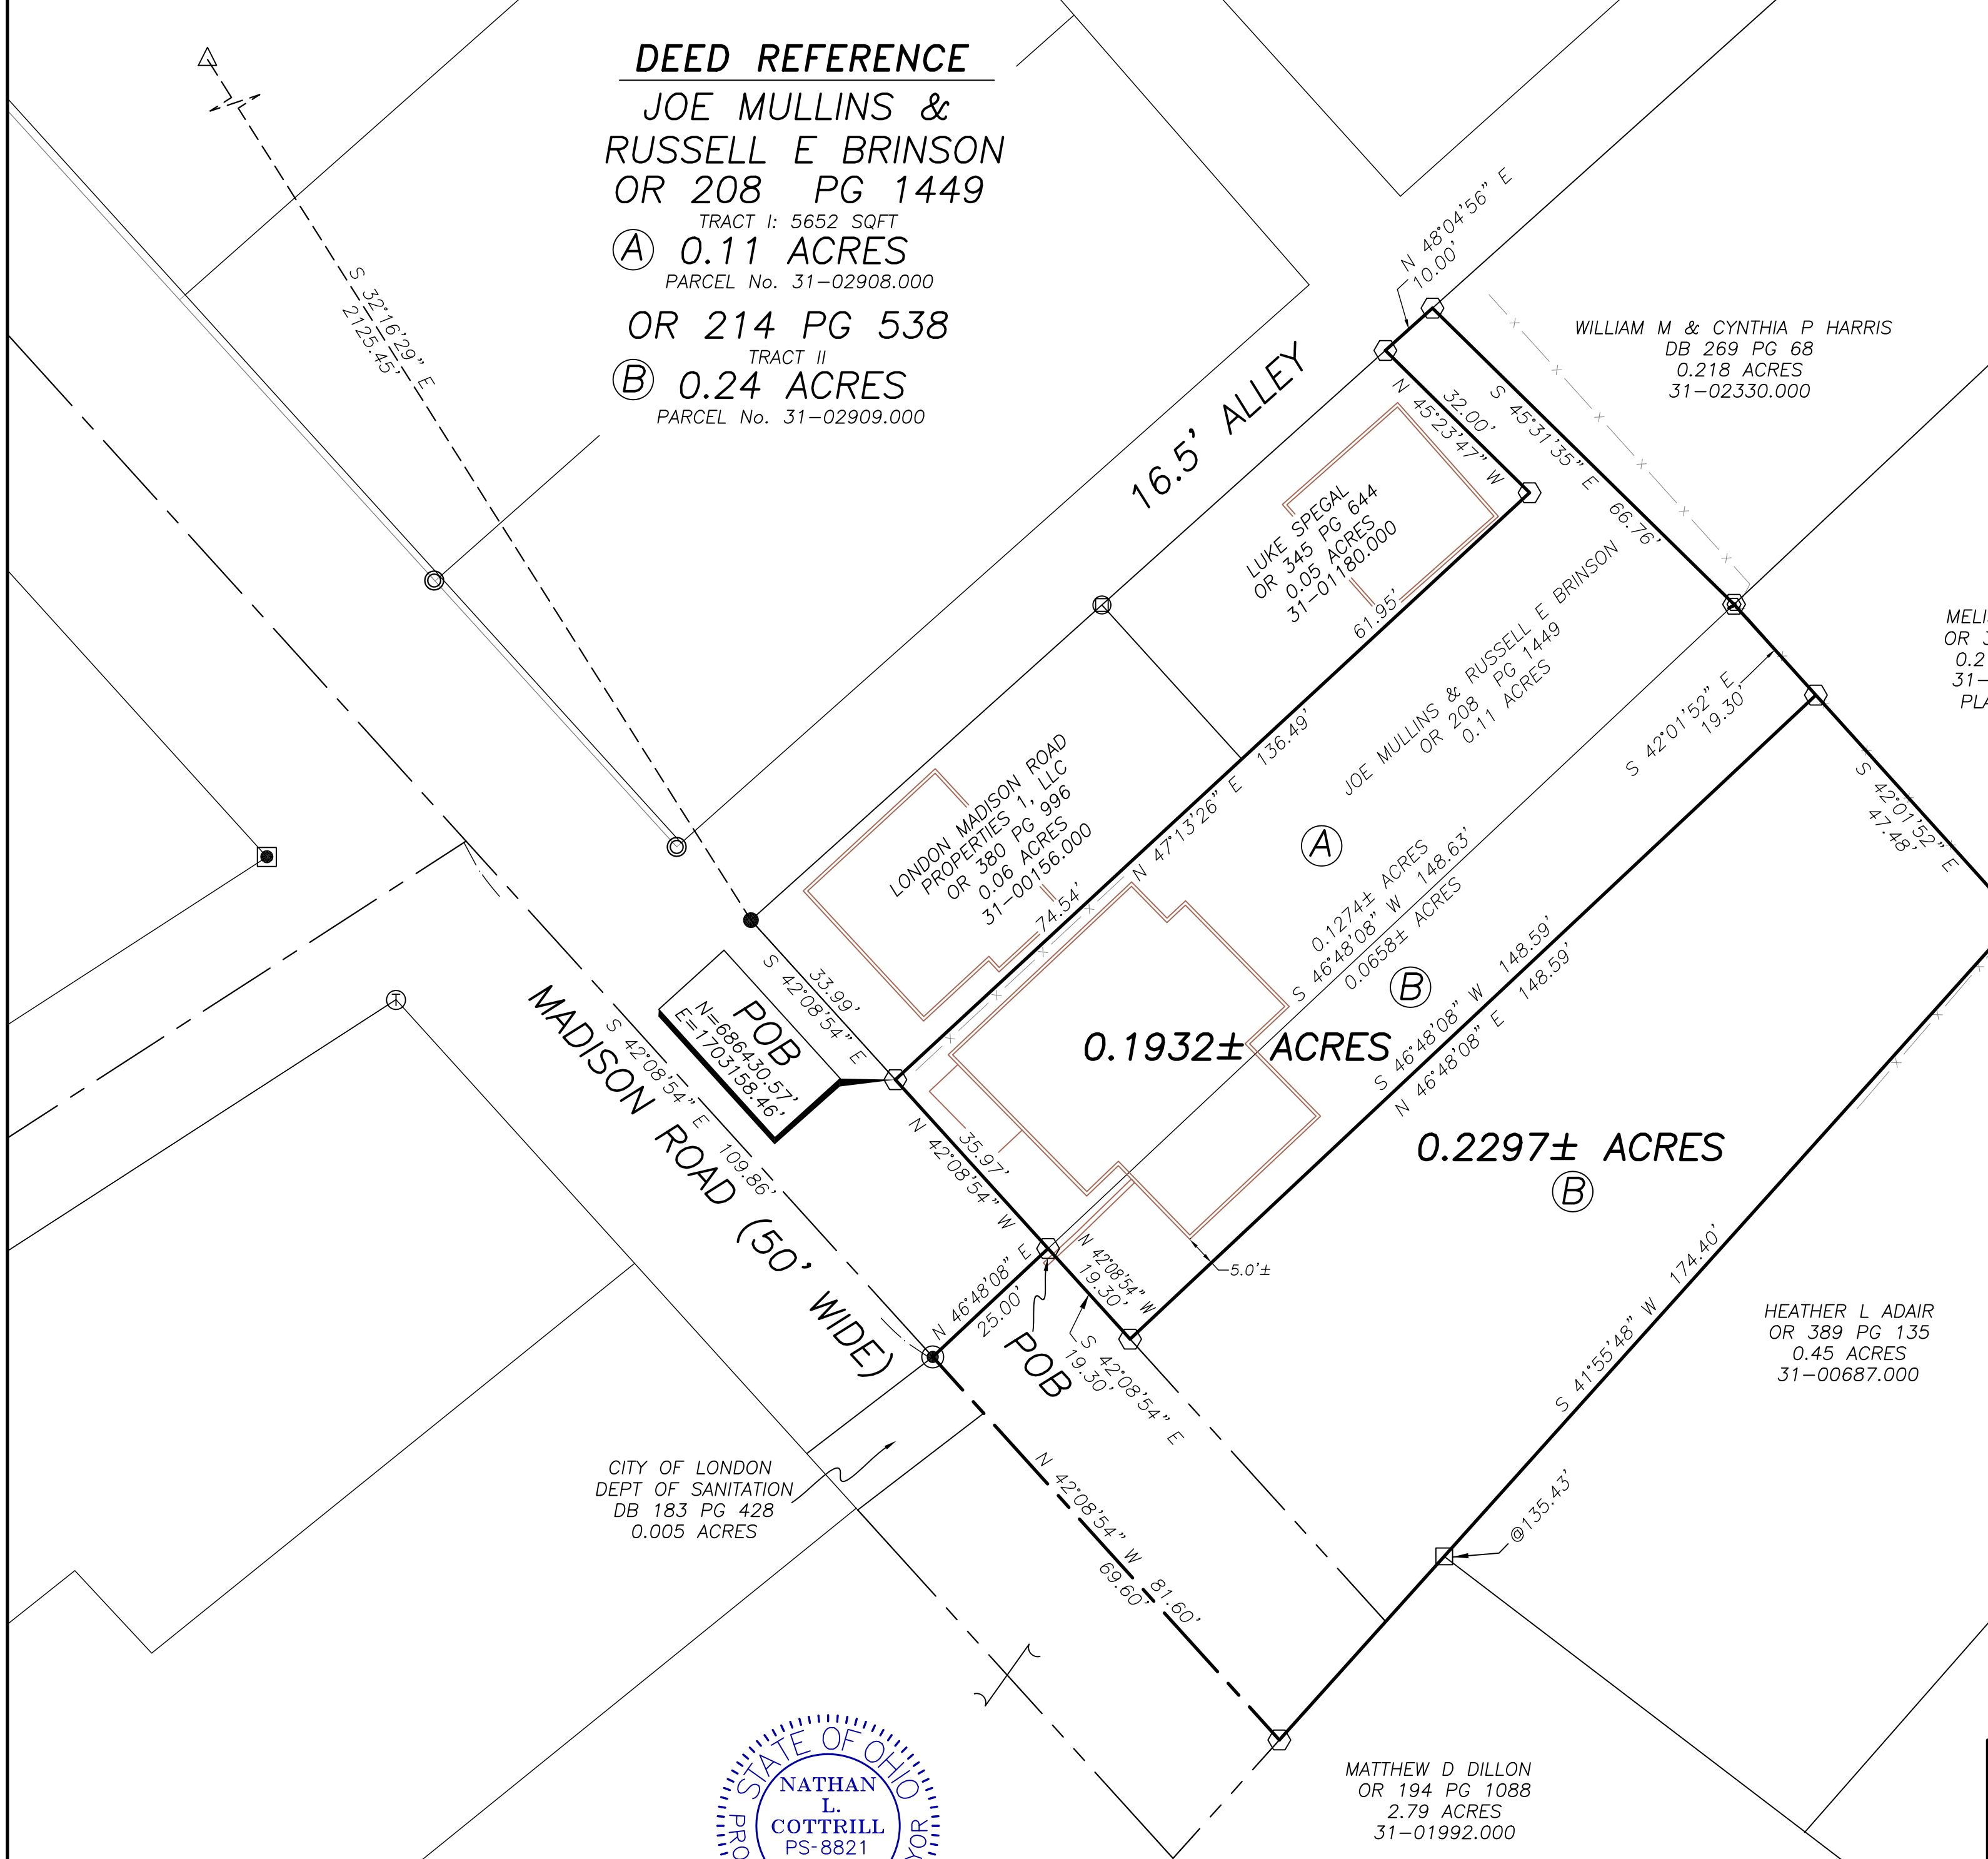 DEED REFERENCE
JOE MULLINS &
RUSSELL E BRINSON
OR 208 PG 1449
TRACT I: 5652 SQFT
A 0.11 ACRES
PARCEL No. 31-02908.000
OR 214 PG 538
TRACT II
B 0.24 ACRES
PARCEL No. 31-02909.000
S 32°16'29" E
2125.45'
N 48°04'56" E
10.00'
WILLIAM M & CYNTHIA P HARRIS
DB 269 PG 68
0.218 ACRES
31-02330.000
16.5' ALLEY
32.00'
N 45°23'47" W
S 45°31'35" E 66.76'
LUKE SPEGAL
OR 345 PG 644
0.05 ACRES
31-01180.000
61.95'
MELI
OR 3
0.2
31-
PLA
JOE MULLINS & RUSSELL E BRINSON
OR 208 PG 1449
0.11 ACRES
S 42°01'52" E
19.30'
S 42°01'52" E
47.48'
LONDON MADISON ROAD
PROPERTIES 1, LLC
OR 380 PG 996
0.06 ACRES
31-00156.000
74.54'
N 47°13'26" E 136.49'
A
0.1274± ACRES
S 46°48'08" W 148.63'
0.0658± ACRES
B
S 46°48'08" W 148.59'
N 46°48'08" E 148.59'
33.99'
S 42°08'54" E
POB
N=686430.57'
E=1703158.46'
0.1932± ACRES
MADISON ROAD (50' WIDE)
S 42°08'54" E 109.86'
35.97'
N 42°08'54" W
0.2297± ACRES
B
N 46°48'08" E
25.00'
N 42°08'54" W
19.30'
5.0'±
POB
S 42°08'54" E
19.30'
S 41°55'48" W 174.40'
HEATHER L ADAIR
OR 389 PG 135
0.45 ACRES
31-00687.000
CITY OF LONDON
DEPT OF SANITATION
DB 183 PG 428
0.005 ACRES
@135.43'
N 42°08'54" W 81.60'
69.60'
MATTHEW D DILLON
OR 194 PG 1088
2.79 ACRES
31-01992.000
STATE OF OHIO
NATHAN
L.
COTTRILL
PS-8821
PRO
YOR
T